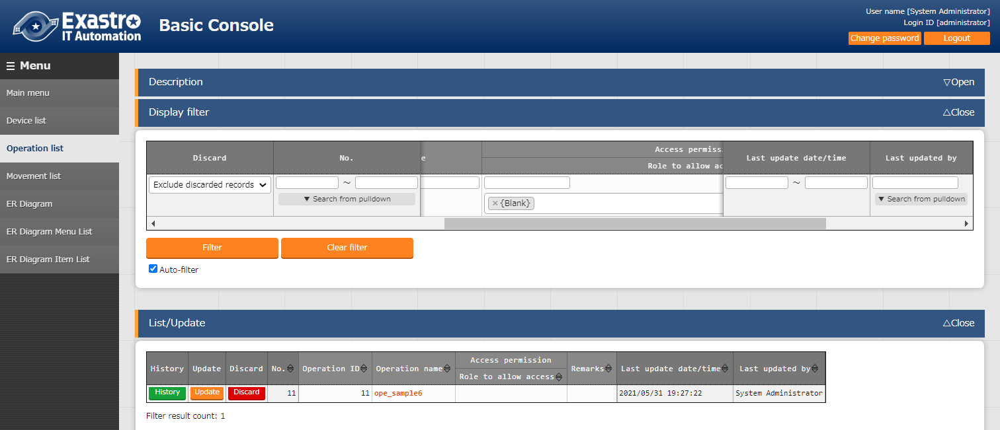 Exastro
IT Automation
Basic Console
User name [System Administrator]
Login ID [administrator]
Change password Logout
☰ Menu
Main menu
Device list
Operation list
Movement list
ER Diagram
ER Diagram Menu List
ER Diagram Item List
Description ▽Open
Display filter △Close
Discard No. e Access permiss Last update date/time Last updated by
Role to allow ac
Exclude discarded records ~ ~
▼ Search from pulldown × {Blank} ▼ Search from pulldown
Filter Clear filter
Auto-filter
List/Update △Close
History Update Discard No. Operation ID Operation name Access permission Remarks Last update date/time Last updated by
Role to allow access
History Update Discard 11 11 ope_sample6 2021/05/31 19:27:22 System Administrator
Filter result count: 1